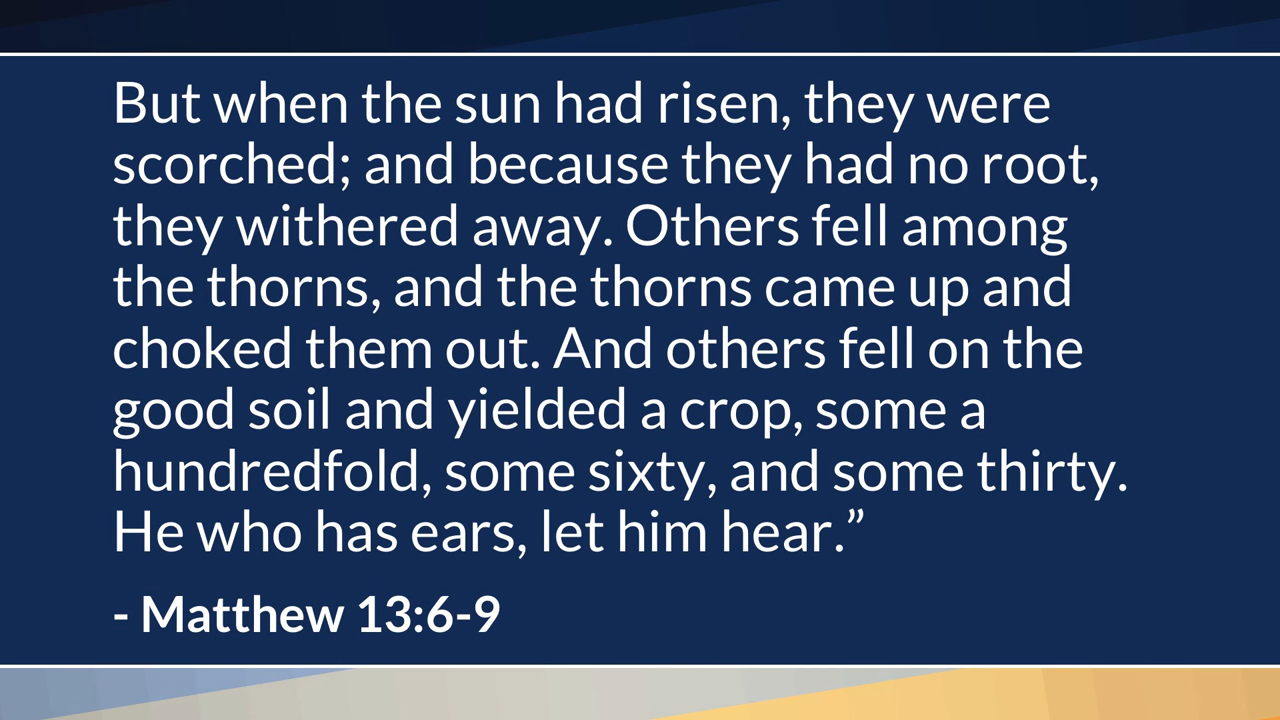 But when the sun had risen, they were
scorched; and because they had no root,
they withered away. Others fell among
the thorns, and the thorns came up and
choked them out. And others fell on the
good soil and yielded a crop, some a
hundredfold, some sixty, and some thirty.
He who has ears, let him hear.”
- Matthew 13:6-9